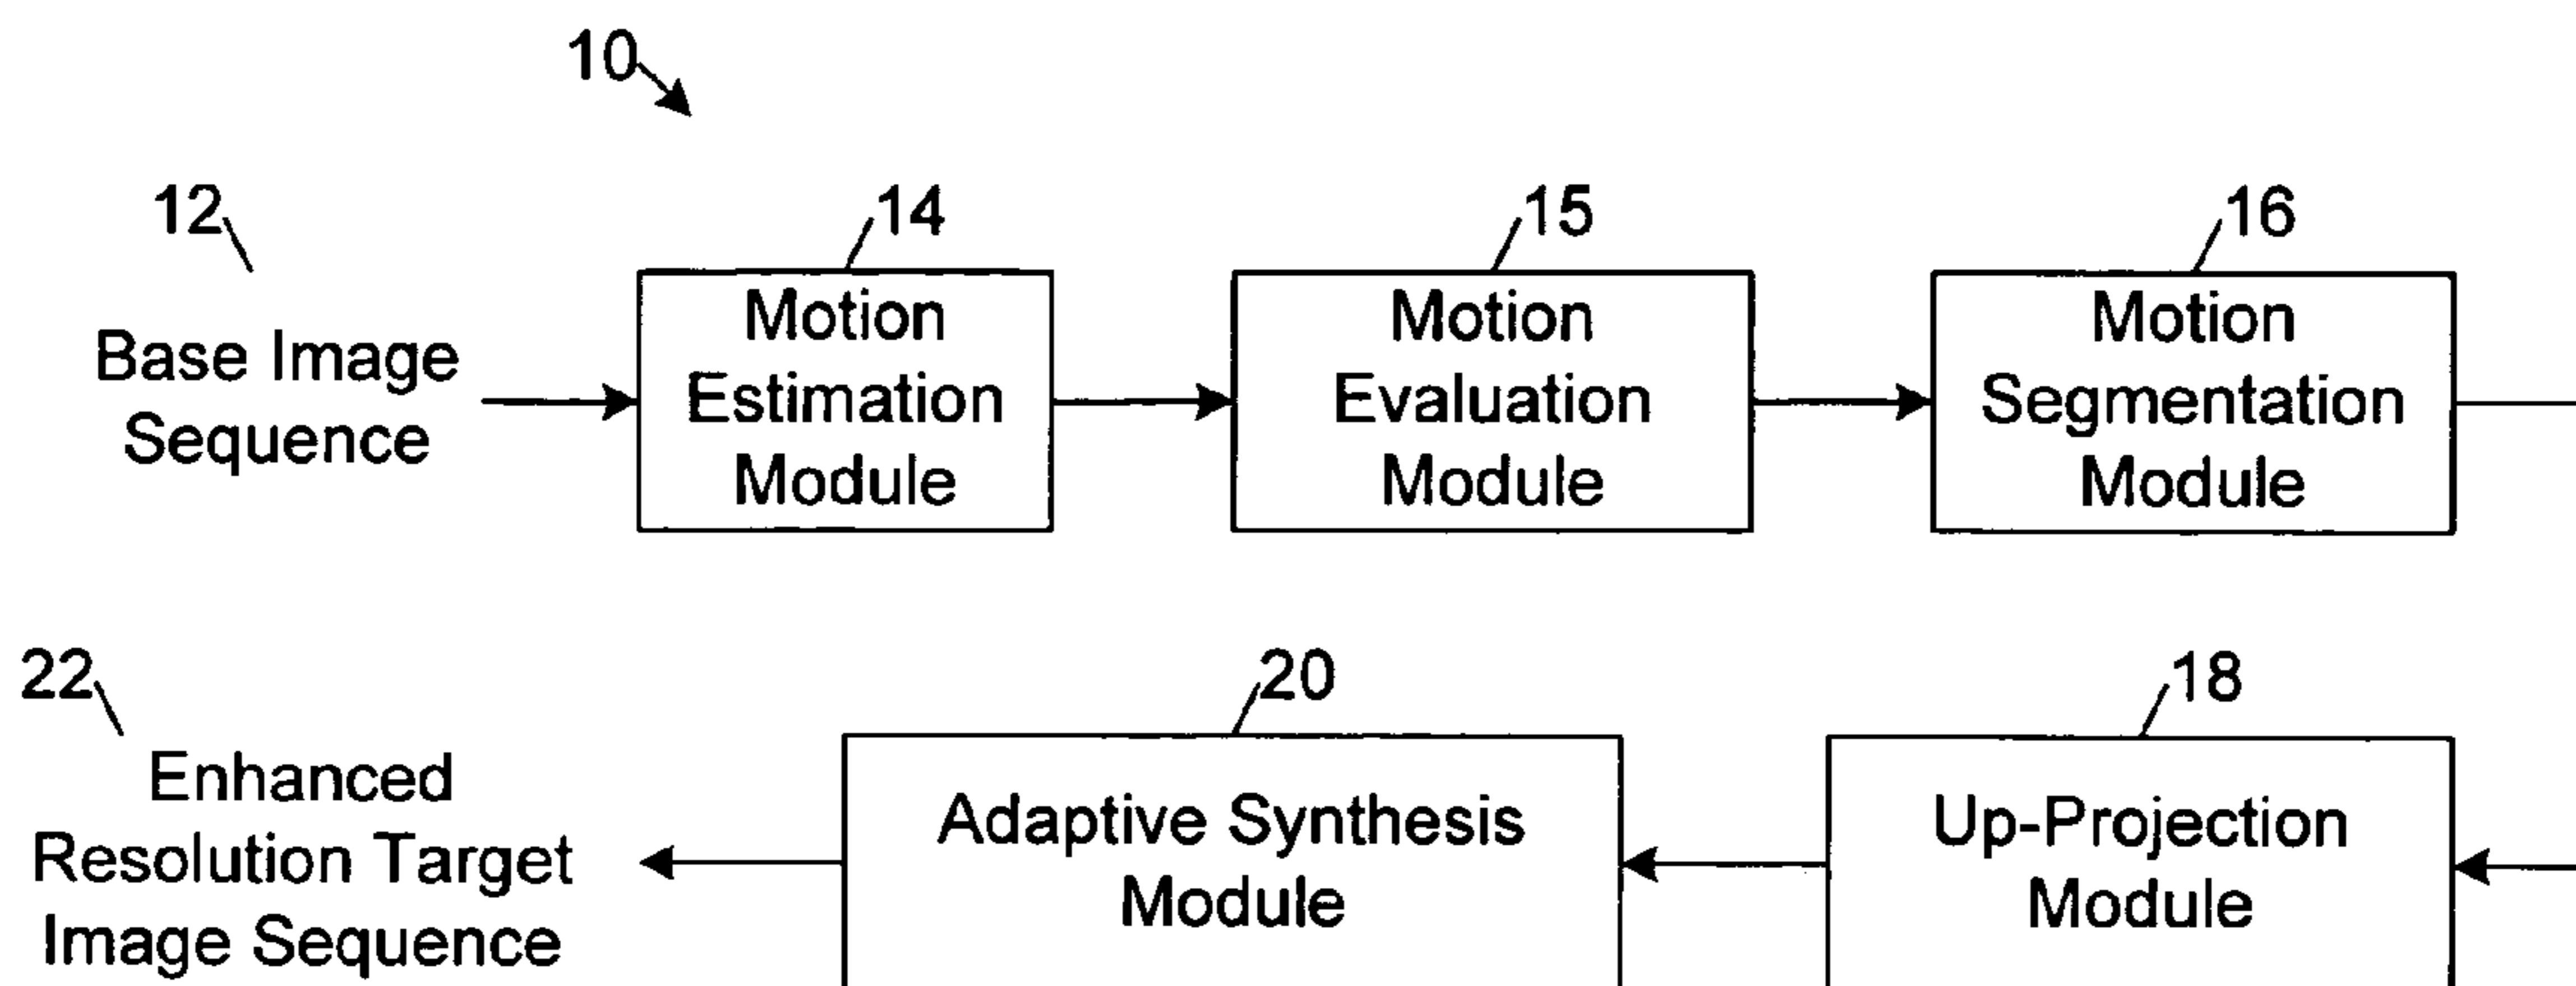 10
12
14
15
16
Base Image
Sequence
Motion
Estimation
Module
Motion
Evaluation
Module
Motion
Segmentation
Module
22
20
18
Enhanced
Resolution Target
Image Sequence
Adaptive Synthesis
Module
Up-Projection
Module